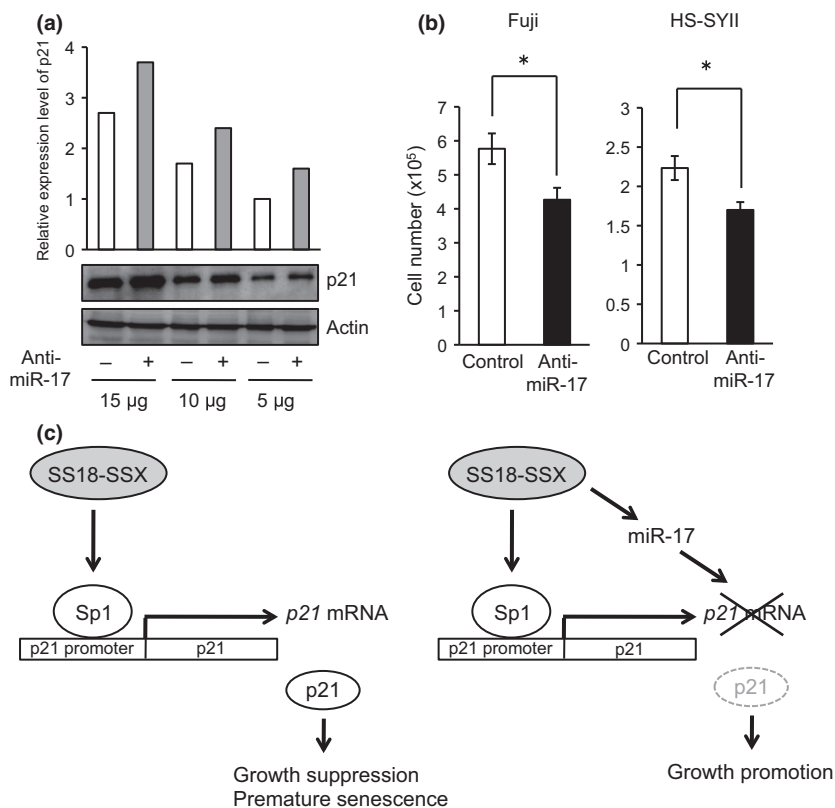 (a)
Relative expression level of p21
4
3
2
1
0
p21
Actin
Anti-
miR-17
– + – + – +
15 µg 10 µg 5 µg
(b)
Fuji
*
Cell number (x10⁵)
7
6
5
4
3
2
1
0
Control Anti-
miR-17
HS-SYII
*
3
2.5
2
1.5
1
0.5
0
Control Anti-
miR-17
(c)
SS18-SSX
Sp1
p21 mRNA
p21 promoter p21
p21
Growth suppression
Premature senescence
SS18-SSX
miR-17
Sp1
p21 mRNA
p21 promoter p21
p21
Growth promotion